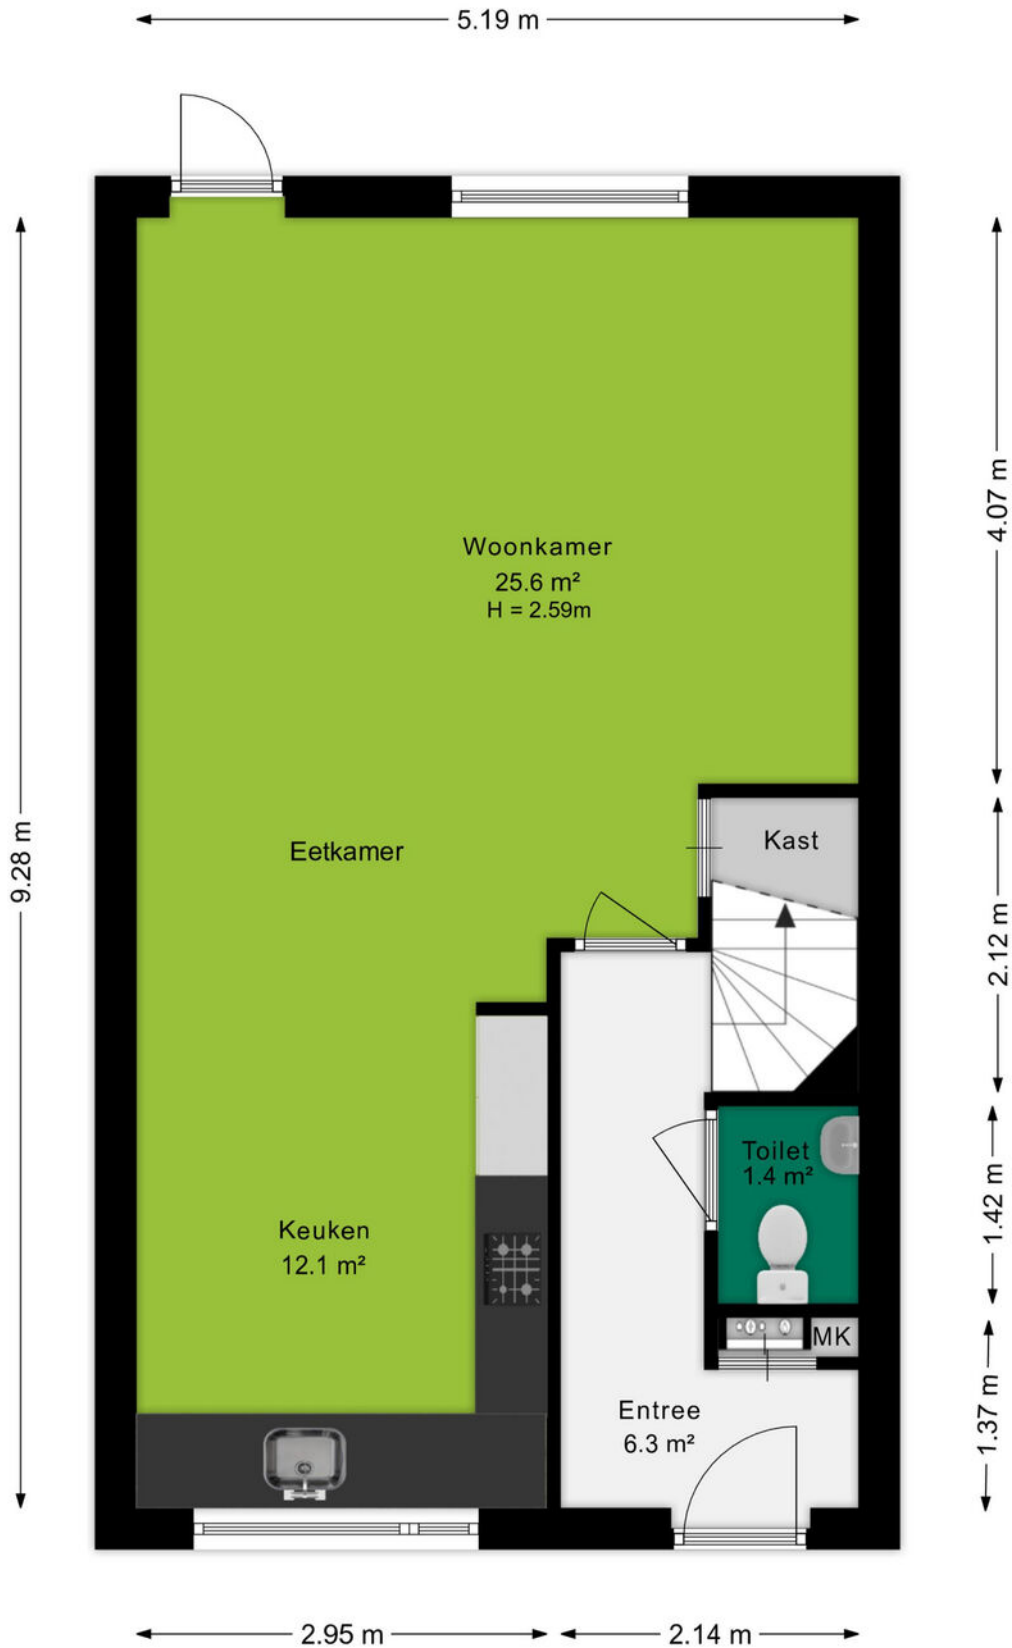 5.19 m
4.07 m
Woonkamer
25.6 m²
H = 2.59m
9.28 m
Eetkamer
Kast
2.12 m
Toilet
1.4 m²
1.42 m
Keuken
12.1 m²
MK
1.37 m
Entree
6.3 m²
2.95 m
2.14 m